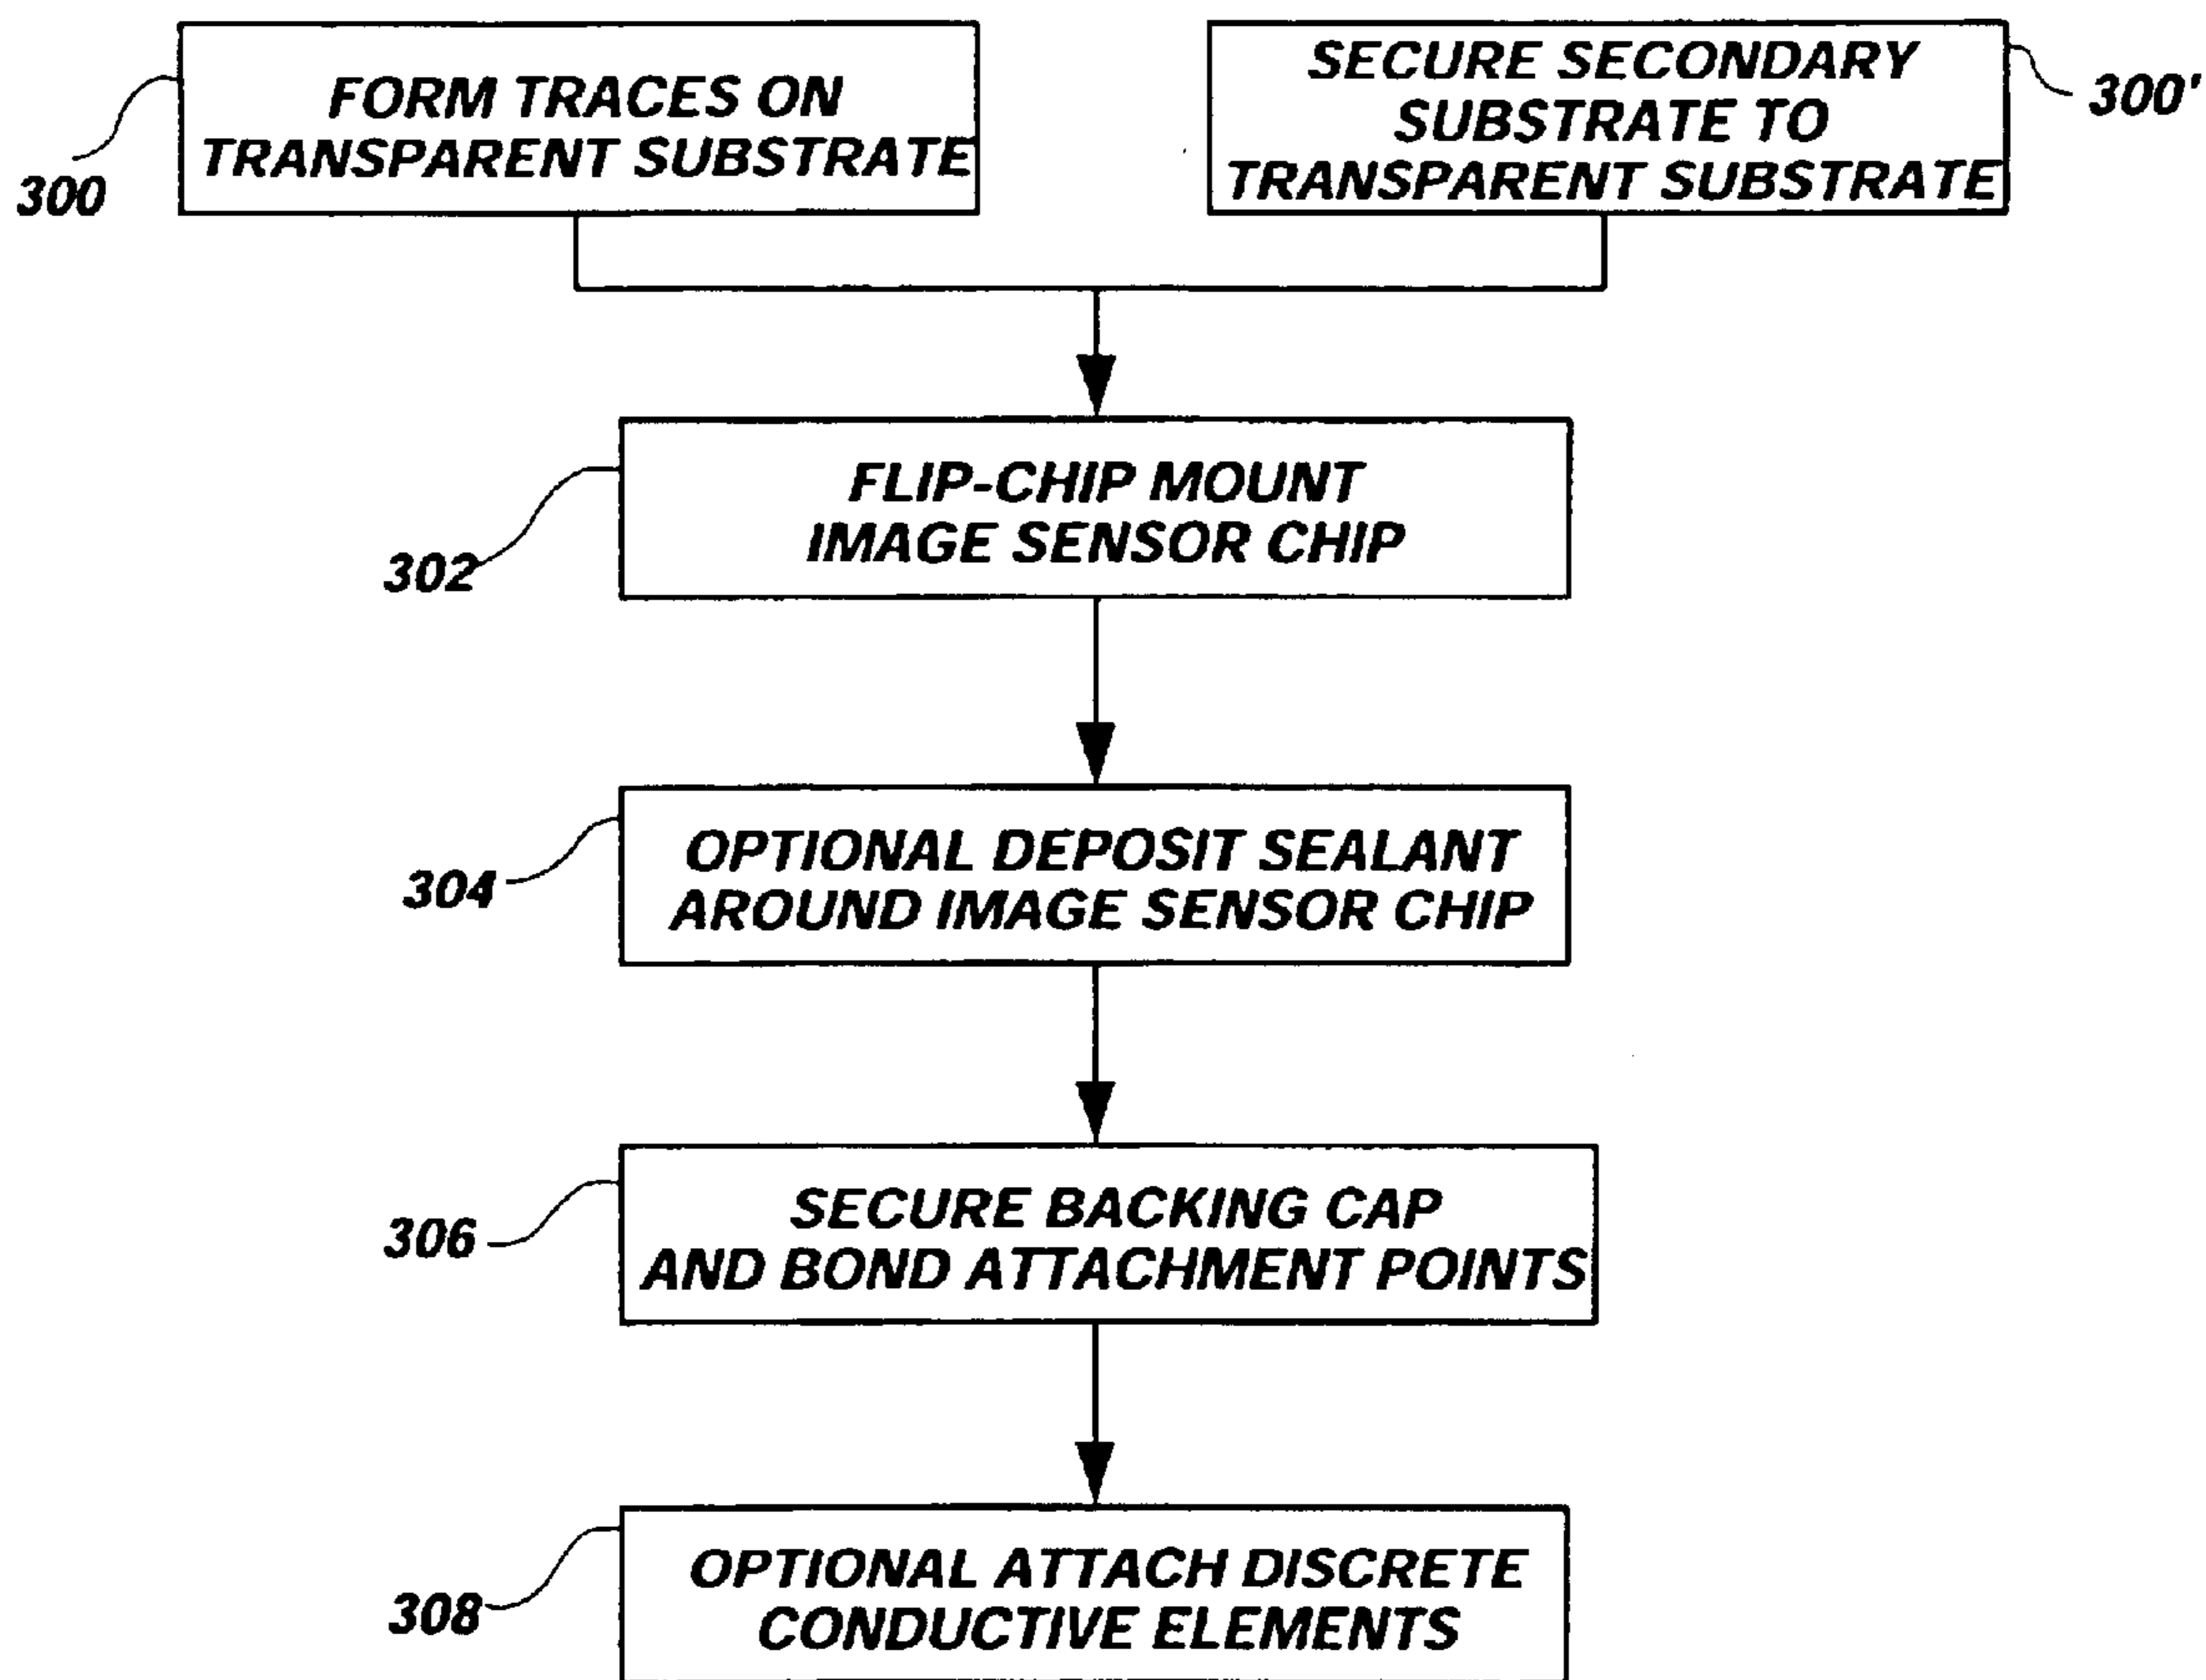 FORM TRACES ON
TRANSPARENT SUBSTRATE
300
SECURE SECONDARY
SUBSTRATE TO
TRANSPARENT SUBSTRATE
300'
FLIP-CHIP MOUNT
IMAGE SENSOR CHIP
302
OPTIONAL DEPOSIT SEALANT
AROUND IMAGE SENSOR CHIP
304
SECURE BACKING CAP
AND BOND ATTACHMENT POINTS
306
OPTIONAL ATTACH DISCRETE
CONDUCTIVE ELEMENTS
308